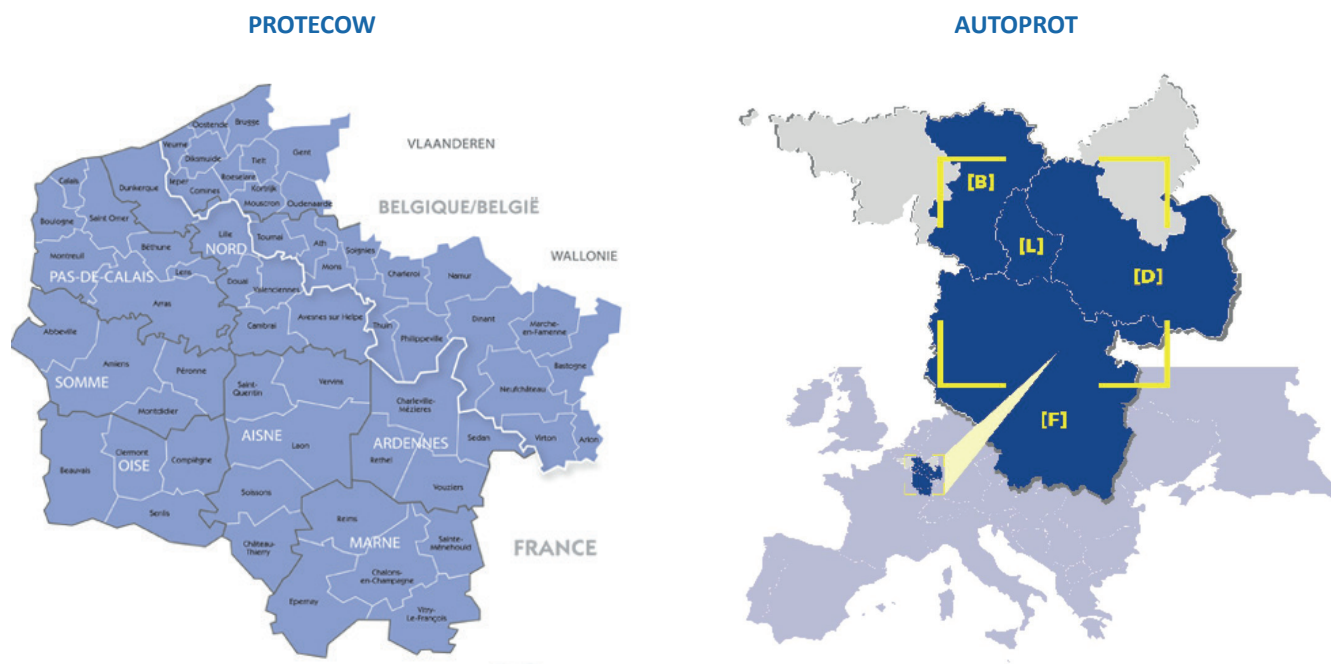 PROTECOW
AUTOPROT
Oostende
Brugge
Veurne
Diksmuide
Tielt
Gent
VLAANDEREN
Calais
Dunkerque
Ieper
Roeselare
Comines
Kortrijk
Mouscron
Oudenaarde
BELGIQUE/BELGIË
Boulogne
Saint Omer
Lille
NORD
Tournai
Ath
Soignies
WALLONIE
Montreuil
Béthune
Mons
Charleroi
Namur
PAS-DE-CALAIS
Lens
Douai
Valenciennes
Arras
Cambrai
Avesnes sur Helpe
Thuin
Philippeville
Dinant
Marche-
en-Famenne
Abbeville
Amiens
Péronne
Bastogne
SOMME
Saint-
Quentin
Vervins
Neufchâteau
Montdidier
Charleville-
Mézières
AISNE
Laon
ARDENNES
Sedan
Virton
Arlon
Beauvais
Clermont
OISE
Compiègne
Rethel
Vouziers
Senlis
Soissons
Château-
Thierry
Reims
MARNE
Sainte-
Ménehould
FRANCE
Chalons-
en-Champagne
Epernay
Vitry-
Le-François
[B]
[L]
[D]
[F]